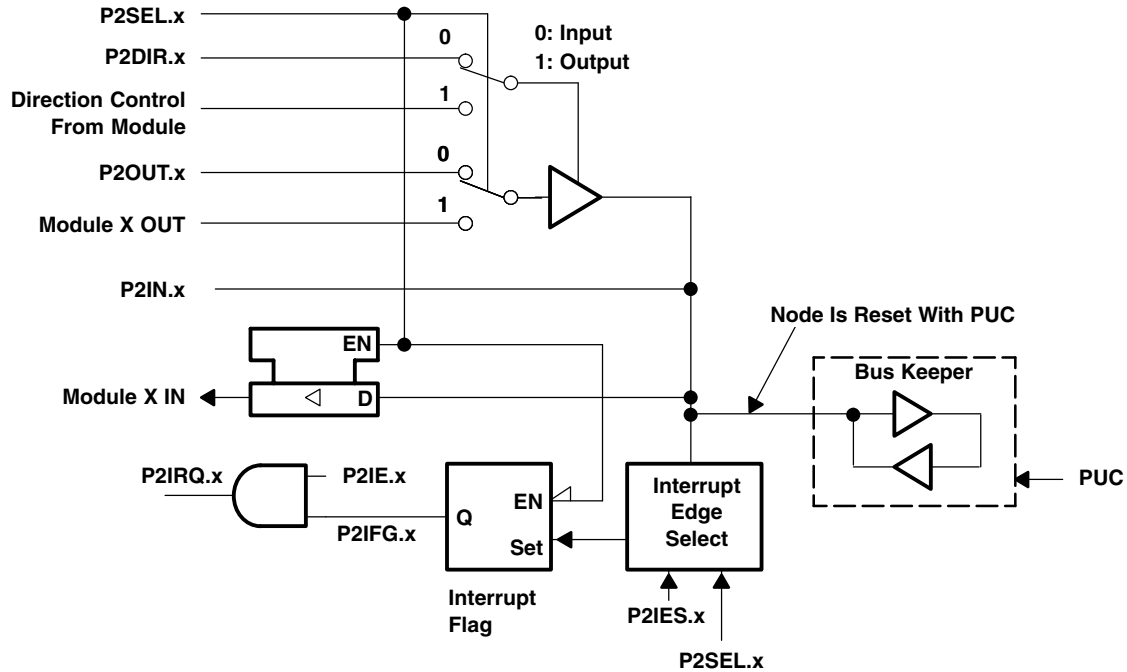 P2SEL.x
0: Input
1: Output
0
P2DIR.x
1
Direction Control
From Module
0
P2OUT.x
1
Module X OUT
P2IN.x
Node Is Reset With PUC
EN
Bus Keeper
Module X IN
D
P2IRQ.x
P2IE.x
PUC
Interrupt
Edge
Select
EN
Q
P2IFG.x
Set
Interrupt
Flag
P2IES.x
P2SEL.x